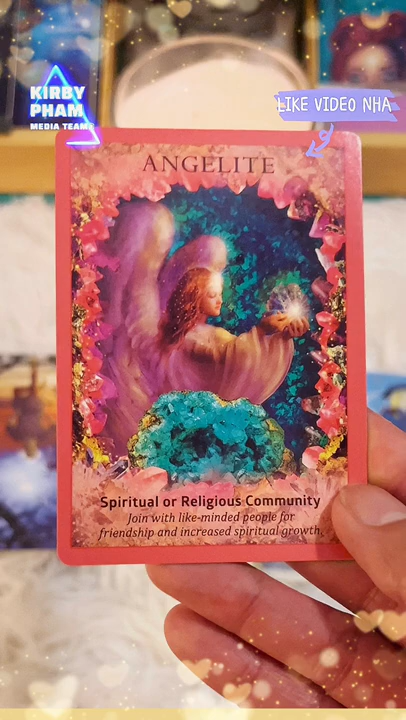 KIRBY
PHAM
MEDIA TEAM
LIKE VIDEO NHA
ANGELITE
Spiritual or Religious Community
Join with like-minded people for
friendship and increased spiritual growth.